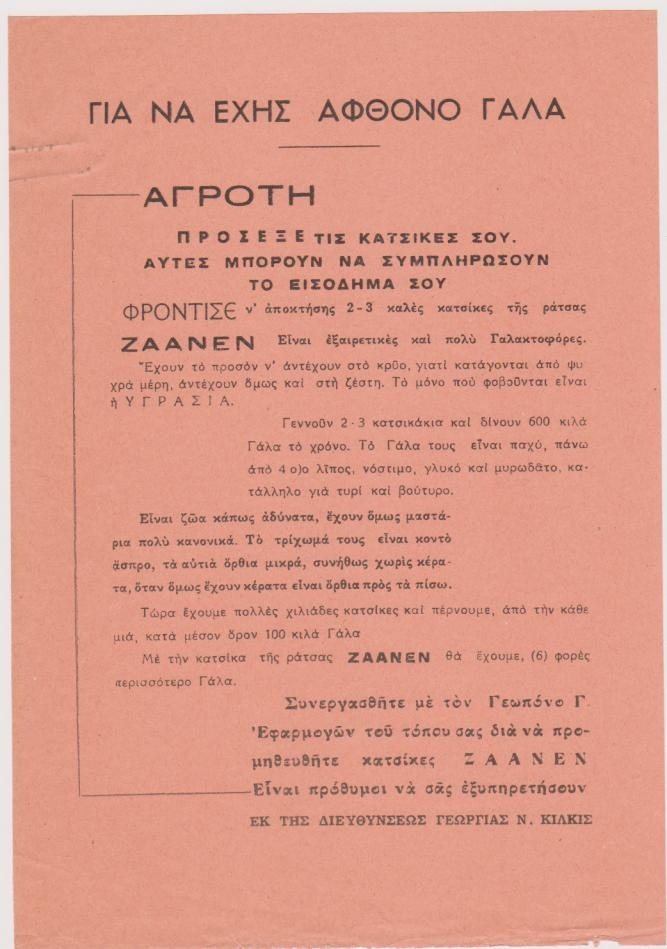 ΓΙΑ ΝΑ ΕΧΗΣ ΑΦΘΟΝΟ ΓΑΛΑ
ΑΓΡΟΤΗ
ΠΡΟΣΕΞΕ ΤΙΣ ΚΑΤΣΙΚΕΣ ΣΟΥ.
ΑΥΤΕΣ ΜΠΟΡΟΥΝ ΝΑ ΣΥΜΠΛΗΡΩΣΟΥΝ
ΤΟ ΕΙΣΟΔΗΜΑ ΣΟΥ
ΦΡΟΝΤΙΣΕ ν' ἀποκτήσης 2-3 καλὲς κατσίκες τῆς ράτσας
ΖΑΑΝΕΝ Εἶναι ἐξαιρετικὲς καὶ πολὺ Γαλακτοφόρες.
Ἔχουν τὸ προσὸν ν' ἀντέχουν στὸ κρῦο, γιατὶ κατάγονται ἀπὸ ψυ
χρὰ μέρη, ἀντέχουν ὅμως καὶ στὴ ζέστη. Τὸ μόνο ποὺ φοβοῦνται εἶναι
ἡ ΥΓΡΑΣΙΑ.
Γεννοῦν 2-3 κατσικάκια καὶ δίνουν 600 κιλὰ
Γάλα τὸ χρόνο. Τὸ Γάλα τους εἶναι παχύ, πάνω
ἀπὸ 4 ο)ο λῖπος, νόστιμο, γλυκὸ καὶ μυρωδᾶτο, κα-
τάλληλο γιὰ τυρὶ καὶ βούτυρο.
Εἶναι ζῶα κάπως ἀδύνατα, ἔχουν ὅμως μαστά-
ρια πολὺ κανονικά. Τὸ τρίχωμά τους εἶναι κοντὸ
ἄσπρο, τὰ αὐτιὰ ὄρθια μικρά, συνήθως χωρὶς κέρα-
τα, ὅταν ὅμως ἔχουν κέρατα εἶναι ὄρθια πρὸς τὰ πίσω.
Τώρα ἔχουμε πολλὲς χιλιάδες κατσίκες καὶ πέρνουμε, ἀπὸ τὴν κάθε
μιά, κατὰ μέσον ὅρον 100 κιλὰ Γάλα
Μὲ τὴν κατσίκα τῆς ράτσας ΖΑΑΝΕΝ θὰ ἔχουμε, (6) φορὲς
περισσότερο Γάλα.
Συνεργασθῆτε μὲ τὸν Γεωπόνο Γ.
Ἐφαρμογῶν τοῦ τόπου σας διὰ νὰ προ-
μηθευθῆτε κατσίκες ΖΑΑΝΕΝ
Εἶναι πρόθυμοι νὰ σᾶς ἐξυπηρετήσουν
ΕΚ ΤΗΣ ΔΙΕΥΘΥΝΣΕΩΣ ΓΕΩΡΓΙΑΣ Ν. ΚΙΛΚΙΣ